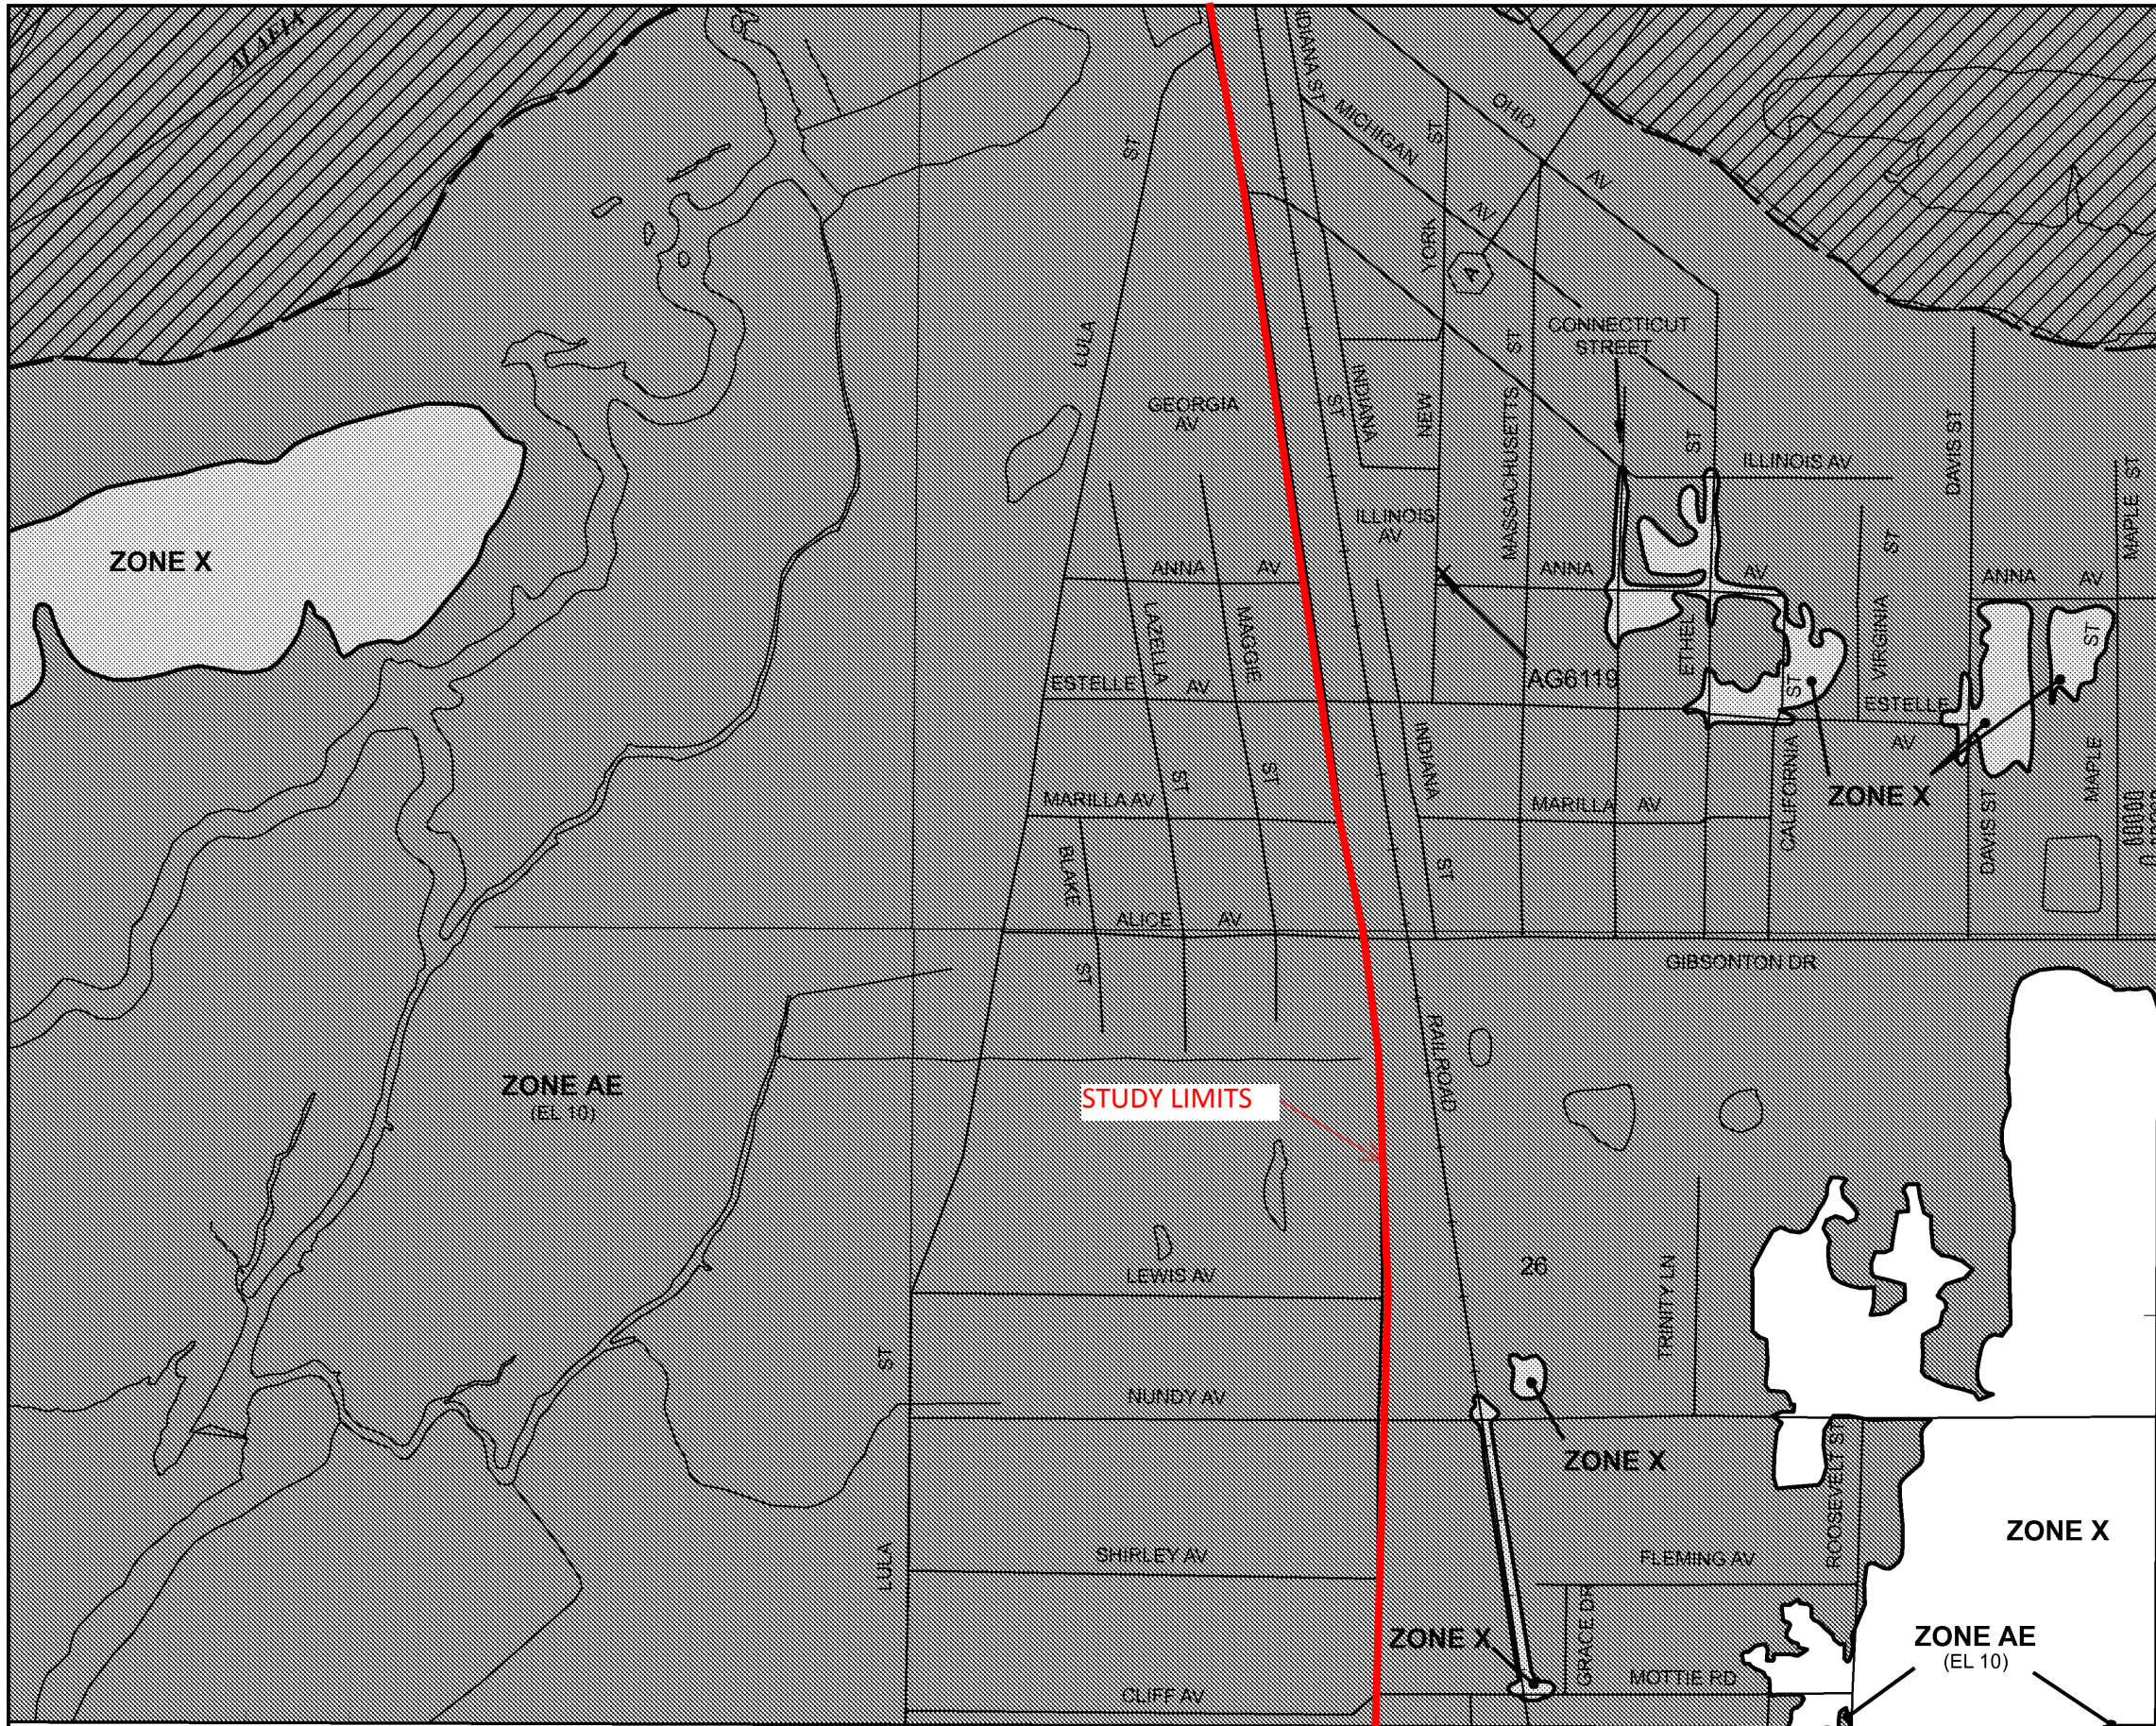 ALAFIA
ST
LULA
INDIANA ST
MICHIGAN
AV
OHIO
AV
ST
YORK
NEW
A
CONNECTICUT
STREET
ST
MASSACHUSETTS
INDIANA
ST
GEORGIA
AV
ST
ILLINOIS AV
DAVIS ST
ST
MAPLE
ILLINOIS
AV
ZONE X
ANNA
AV
ANNA
AV
ST
ANNA
AV
LAZELLA
MAGGIE
ETHEL
VIRGINIA
ST
AG6119
ESTELLE
AV
ST
ESTELLE
AV
INDIANA
ST
ST
CALIFORNIA
MAPLE
MARILLA AV
MARILLA
AV
ZONE X
BLAKE
ST
DAVIS ST
ALICE
AV
ST
GIBSONTON DR
RAILROAD
ZONE AE
(EL 10)
STUDY LIMITS
LEWIS AV
26
TRINITY LN
ST
NUNDY AV
ZONE X
ROOSEVELT ST
ZONE X
LULA
SHIRLEY AV
FLEMING AV
GRACE DR
ZONE X
MOTTIE RD
ZONE AE
(EL 10)
CLIFF AV